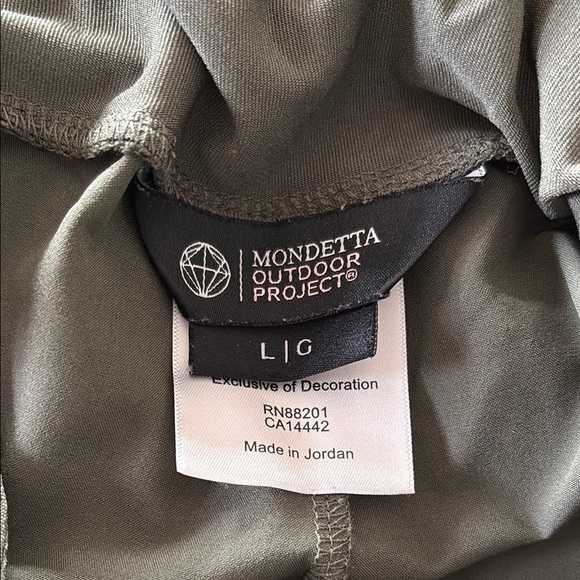 MONDETTA
OUTDOOR
PROJECT®
L|G
Exclusive of Decoration
RN88201
CA14442
Made in Jordan